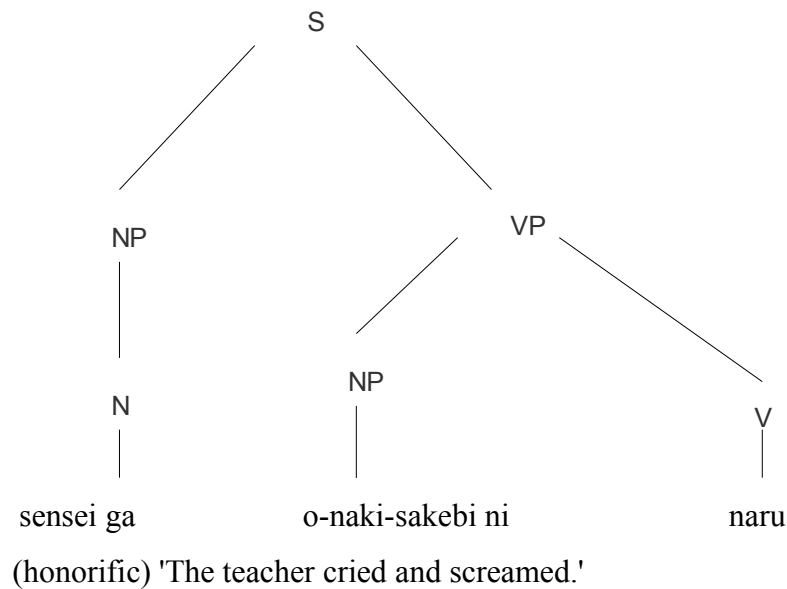 S
NP VP
NP
N V
sensei ga o-naki-sakebi ni naru
(honorific) 'The teacher cried and screamed.'